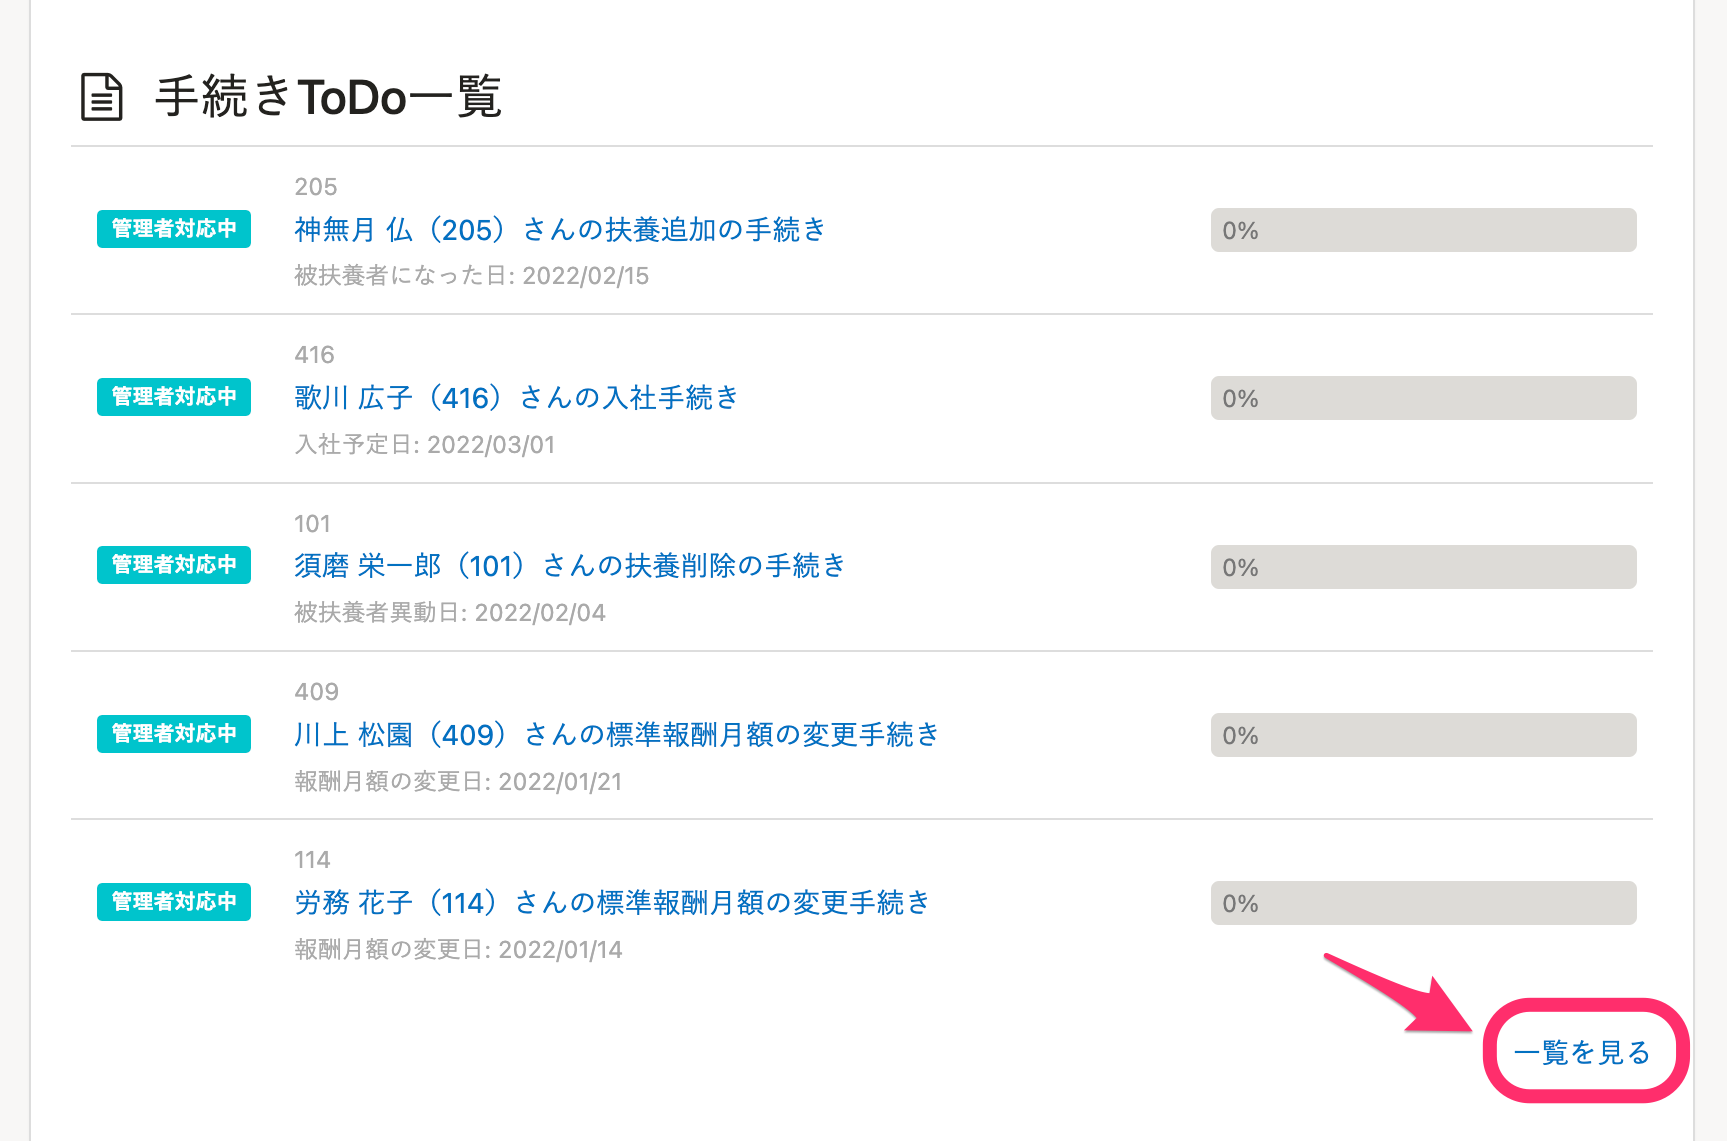 手続きToDo一覧
205
管理者対応中
神無月 仏（205）さんの扶養追加の手続き
0%
被扶養者になった日: 2022/02/15
416
管理者対応中
歌川 広子（416）さんの入社手続き
0%
入社予定日: 2022/03/01
101
管理者対応中
須磨 栄一郎（101）さんの扶養削除の手続き
0%
被扶養者異動日: 2022/02/04
409
管理者対応中
川上 松園（409）さんの標準報酬月額の変更手続き
0%
報酬月額の変更日: 2022/01/21
114
管理者対応中
労務 花子（114）さんの標準報酬月額の変更手続き
0%
報酬月額の変更日: 2022/01/14
一覧を見る